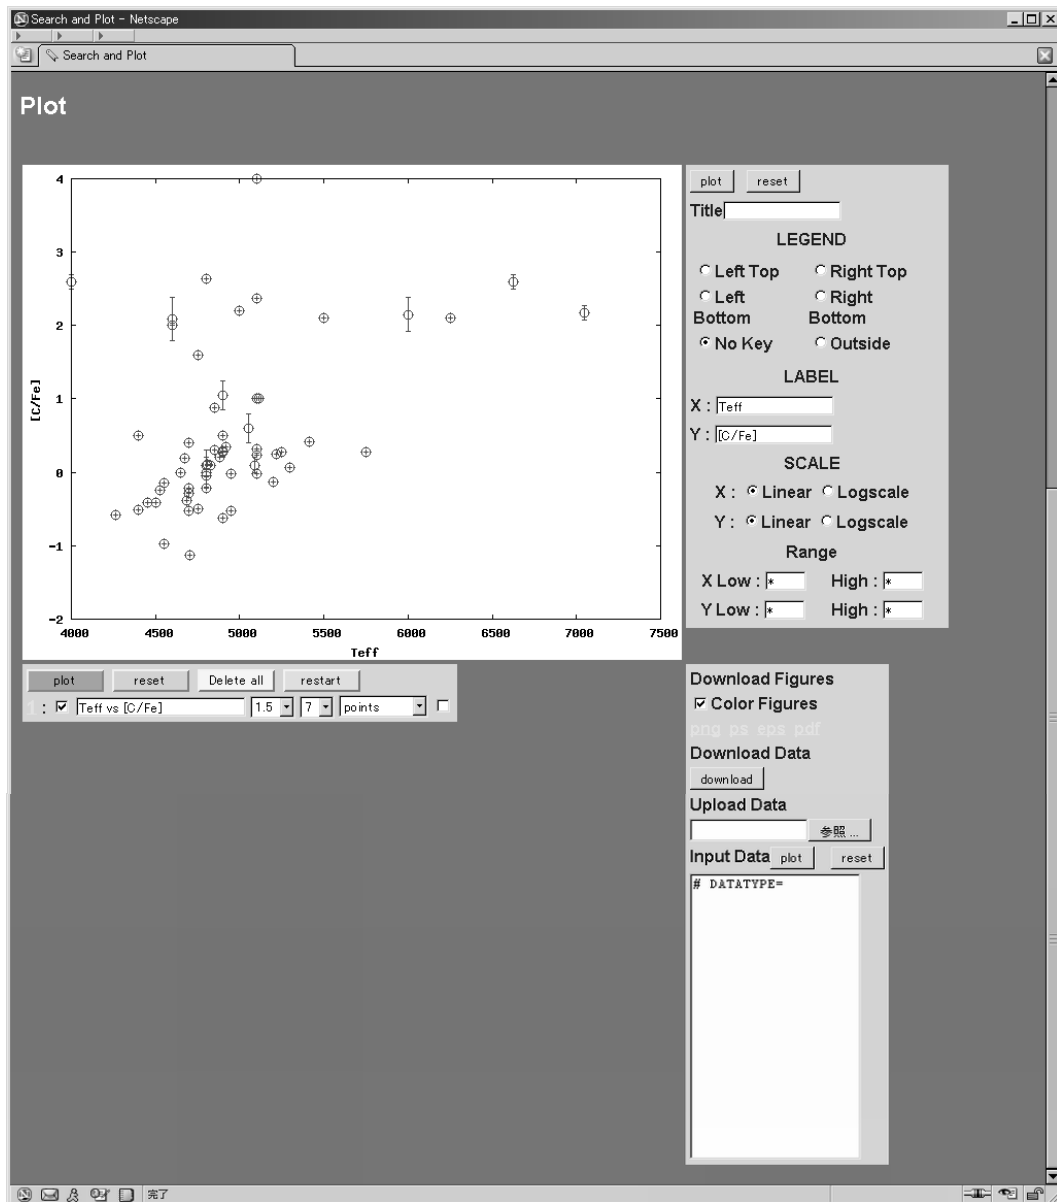 Search and Plot - Netscape
Search and Plot
Plot
4
3
2
1
0
-1
-2
[C/Fe]
4000 4500 5000 5500 6000 6500 7000 7500
Teff
plot reset
Title
LEGEND
Left Top Right Top
Left Bottom Right Bottom
No Key Outside
LABEL
X : Teff
Y : [C/Fe]
SCALE
X : Linear Logscale
Y : Linear Logscale
Range
X Low : * High : *
Y Low : * High : *
plot reset Delete all restart
1 : Teff vs [C/Fe] 1.5 7 points
Download Figures
Color Figures
png ps eps pdf
Download Data
download
Upload Data
参照 ...
Input Data plot reset
# DATATYPE=
完了